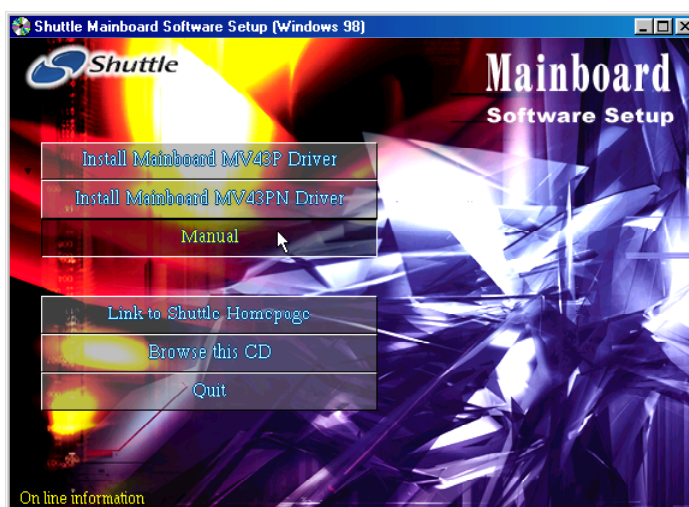 Shuttle Mainboard Software Setup (Windows 98)
Shuttle
Mainboard
Software Setup
Install Mainboard MV43P Driver
Install Mainboard MV43PN Driver
Manual
Link to Shuttle Homepage
Browse this CD
Quit
On line information